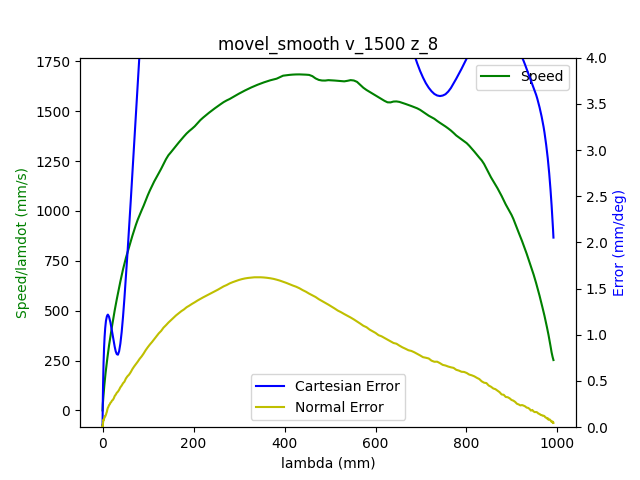 movel_smooth v_1500 z_8
Speed/lamdot (mm/s)
1750
1500
1250
1000
750
500
250
0
Speed
4.0
3.5
3.0
2.5
2.0
1.5
1.0
0.5
0.0
Error (mm/deg)
Cartesian Error
Normal Error
0 200 400 600 800 1000
lambda (mm)